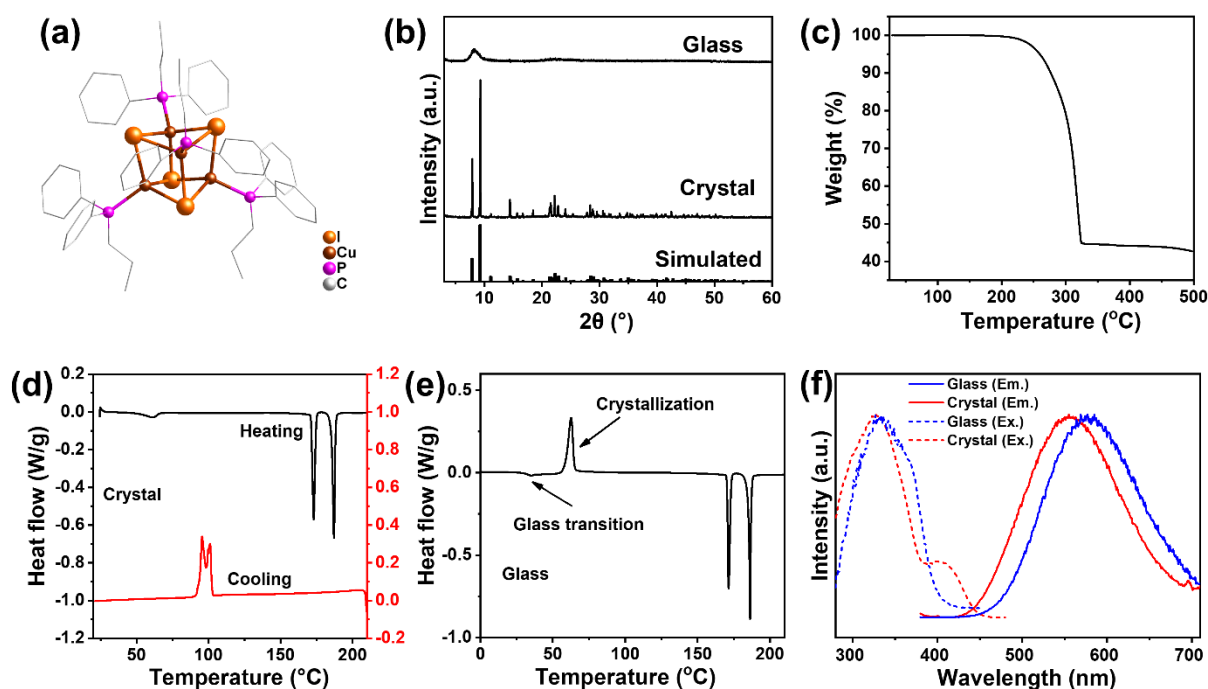 (a)
I
Cu
P
C
(b)
Glass
Crystal
Simulated
Intensity (a.u.)
10 20 30 40 50 60
2θ (°)
(c)
100
90
80
70
60
50
40
Weight (%)
100 200 300 400 500
Temperature (°C)
(d)
0.2
0.0
-0.2
-0.4
-0.6
-0.8
-1.0
-1.2
Heat flow (W/g)
Heating
Crystal
Cooling
1.2
1.0
0.8
0.6
0.4
0.2
0.0
-0.2
50 100 150 200
Temperature (°C)
(e)
0.5
0.0
-0.5
-1.0
Heat flow (W/g)
Crystallization
Glass transition
Glass
0 50 100 150 200
Temperature (°C)
(f)
Glass (Em.)
Crystal (Em.)
Glass (Ex.)
Crystal (Ex.)
Intensity (a.u.)
300 400 500 600 700
Wavelength (nm)